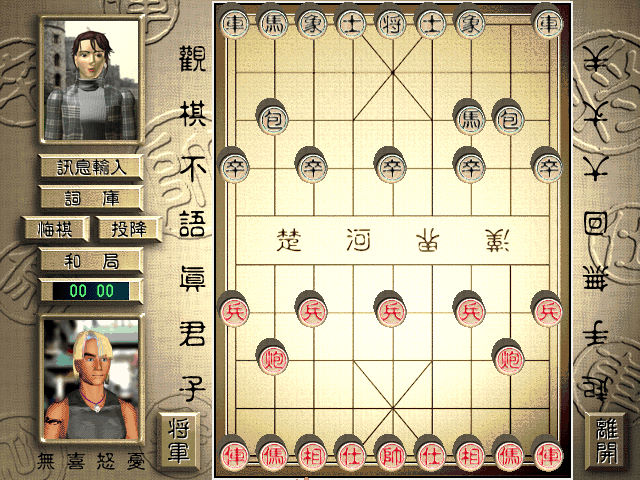 訊息輸入
詞庫
悔棋 投降
和局
00 00
無喜怒憂
觀棋不語眞君子
将軍
車 馬 象 士 将 士 象 車
包 馬 包
卒 卒 卒 卒 卒
楚河 漢界
兵 兵 兵 兵 兵
炮 炮
俥 傌 相 仕 帥 仕 相 傌 俥
起手無回大丈夫
離開